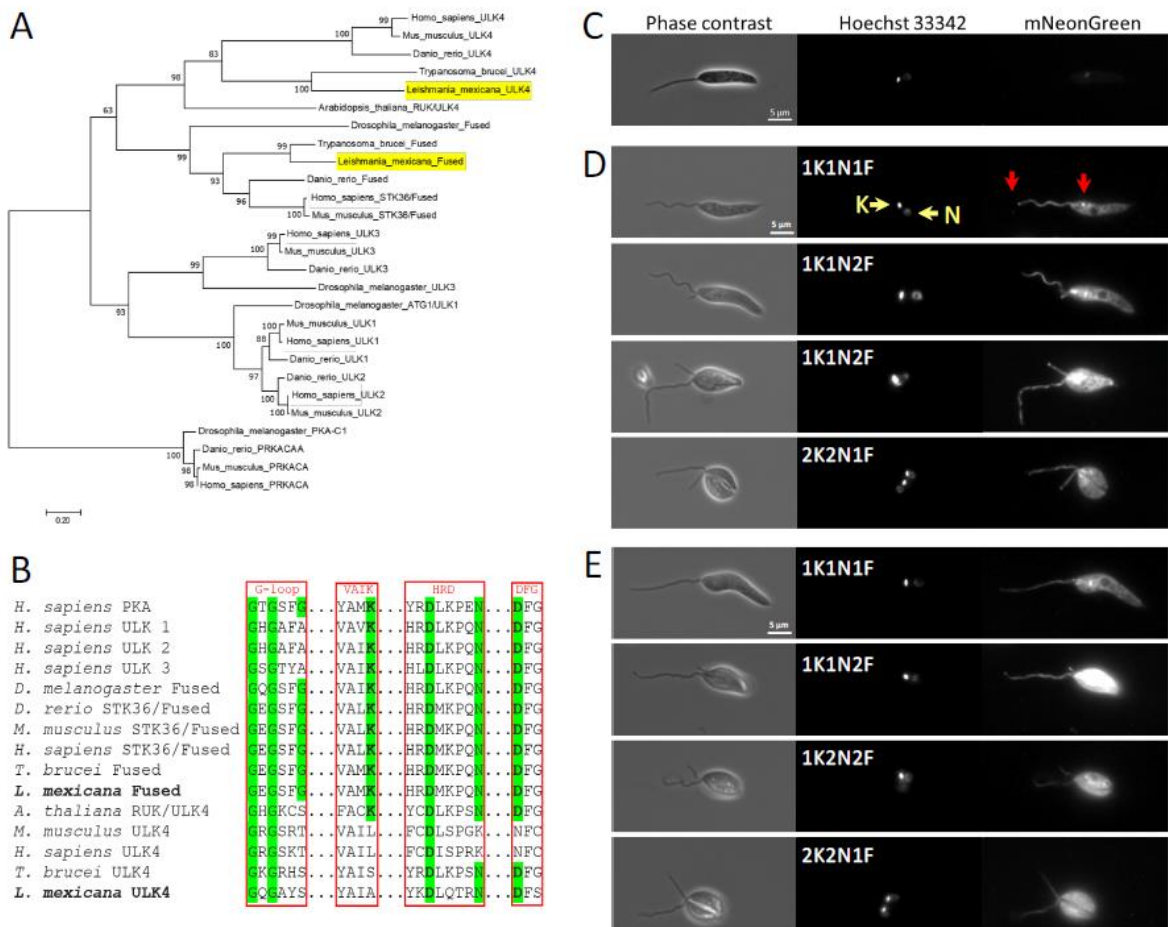 A
Homo_sapiens_ULK4
99
Mus_musculus_ULK4
100
Danio_rerio_ULK4
83
Trypanosoma_brucei_ULK4
100
Leishmania_mexicana_ULK4
98
Arabidopsis_thaliana_RUK/ULK4
63
Drosophila_melanogaster_Fused
99
Trypanosoma_brucei_Fused
99
Leishmania_mexicana_Fused
93
Danio_rerio_Fused
96
Homo_sapiens_STK36/Fused
100
Mus_musculus_STK36/Fused
Homo_sapiens_ULK3
99
Mus_musculus_ULK3
100
Danio_rerio_ULK3
99
Drosophila_melanogaster_ULK3
93
Drosophila_melanogaster_ATG1/ULK1
100
Mus_musculus_ULK1
100
Homo_sapiens_ULK1
88
Danio_rerio_ULK1
97
Danio_rerio_ULK2
100
Homo_sapiens_ULK2
100
Mus_musculus_ULK2
Drosophila_melanogaster_PKA-C1
100
Danio_rerio_PRKACAA
98
Mus_musculus_PRKACA
98
Homo_sapiens_PRKACA
0.20
B
G-loop VAIK HRD DFG
H. sapiens PKA GTGSFG...YAMK...YRDLKPEN...DFG
H. sapiens ULK 1 GHGAFA...VAVK...HRDLKPQN...DFG
H. sapiens ULK 2 GHGAFA...VAIK...HRDLKPQN...DFG
H. sapiens ULK 3 GSGTYA...VAIK...HLDLKPQN...DFG
D. melanogaster Fused GQGSFG...VAIK...HRDLKPQN...DFG
D. rerio STK36/Fused GEGSFG...VALK...HRDMKPQN...DFG
M. musculus STK36/Fused GEGSFG...VALK...HRDMKPQN...DFG
H. sapiens STK36/Fused GEGSFG...VALK...HRDMKPQN...DFG
T. brucei Fused GEGSFG...VAMK...HRDMKPQN...DFG
L. mexicana Fused GEGSFG...VAMK...HRDMKPQN...DFG
A. thaliana RUK/ULK4 GHGKCS...FACK...YCDLKPSN...DFG
M. musculus ULK4 GRGSRT...VAIL...FCDLSPGK...NFC
H. sapiens ULK4 GRGSKT...VAIL...FCDISPRK...NFC
T. brucei ULK4 GKGRHS...YAIS...YRDLKPSN...DFG
L. mexicana ULK4 GQGAYS...YAIA...YKDLQTRN...DFS
Phase contrast Hoechst 33342 mNeonGreen
C
5 µm
5 µm
D
1K1N1F
K
N
5 µm
1K1N2F
1K1N2F
2K2N1F
E
1K1N1F
5 µm
1K1N2F
1K2N2F
2K2N1F